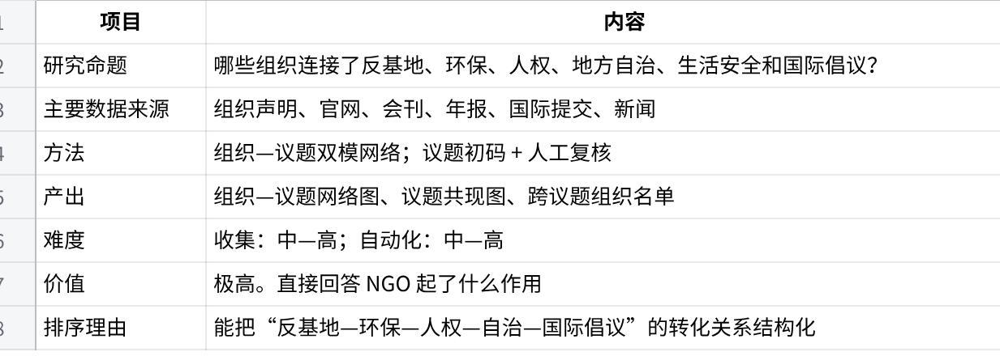 1 项目 内容
2 研究命题 哪些组织连接了反基地、环保、人权、地方自治、生活安全和国际倡议？
3 主要数据来源 组织声明、官网、会刊、年报、国际提交、新闻
4 方法 组织—议题双模网络；议题初码 + 人工复核
5 产出 组织—议题网络图、议题共现图、跨议题组织名单
6 难度 收集：中—高；自动化：中—高
7 价值 极高。直接回答 NGO 起了什么作用
8 排序理由 能把“反基地—环保—人权—自治—国际倡议”的转化关系结构化